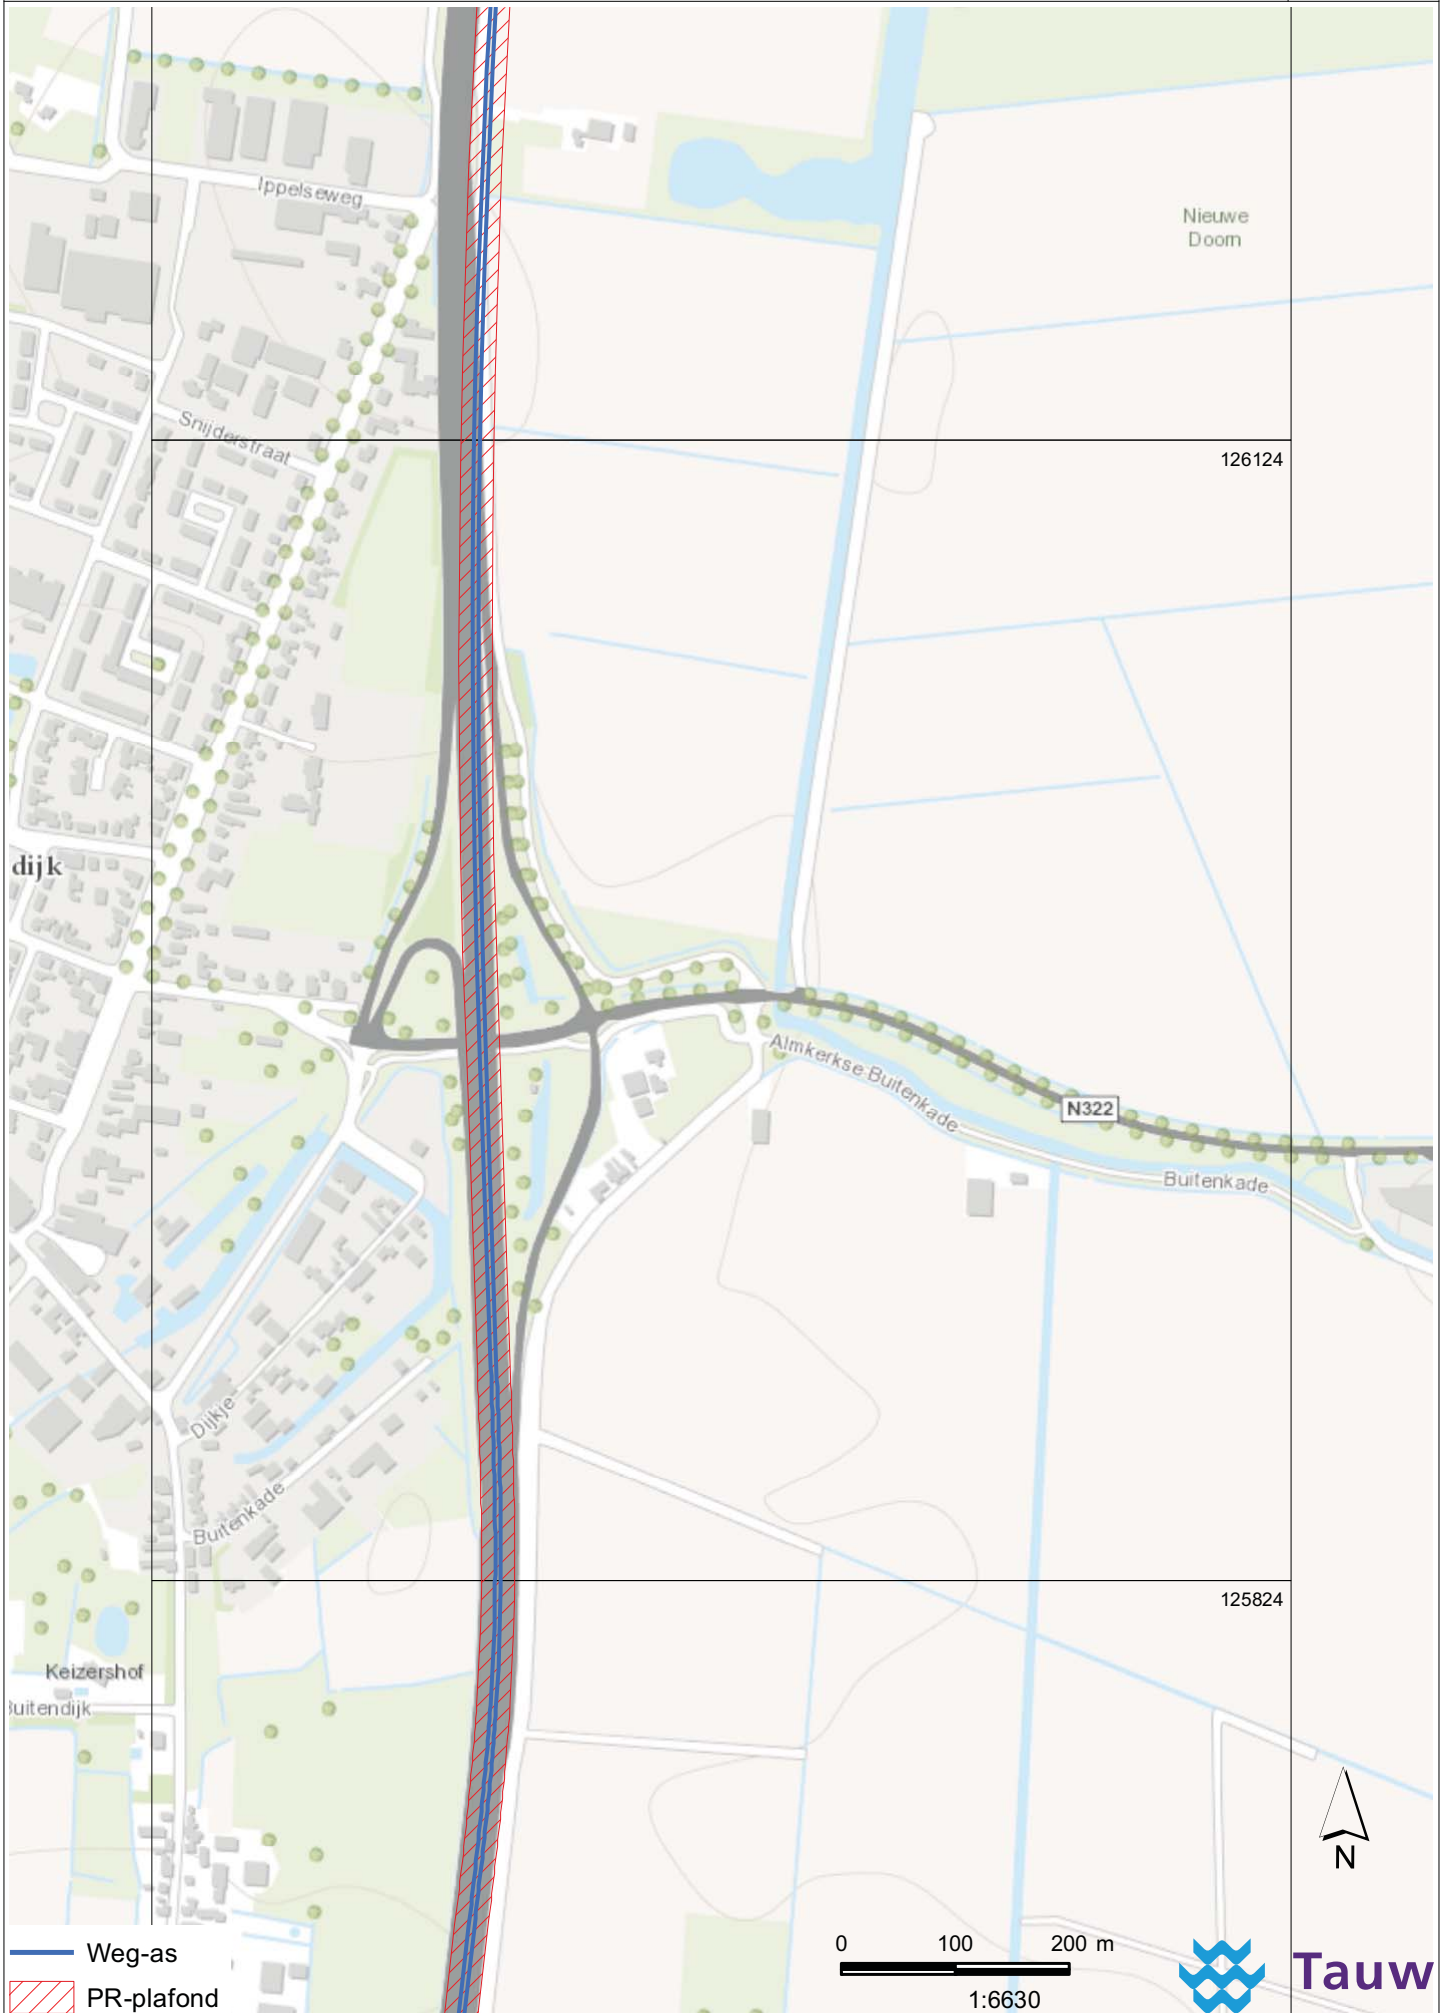 Ippelseweg
Nieuwe
Doorn
Snijderstraat
126124
dijk
Almkerkse Buitenkade
N322
Buitenkade
Dijkje
Buitenkade
125824
Keizershof
Buitendijk
N
Weg-as
PR-plafond
0 100 200 m
1:6630
Tauw